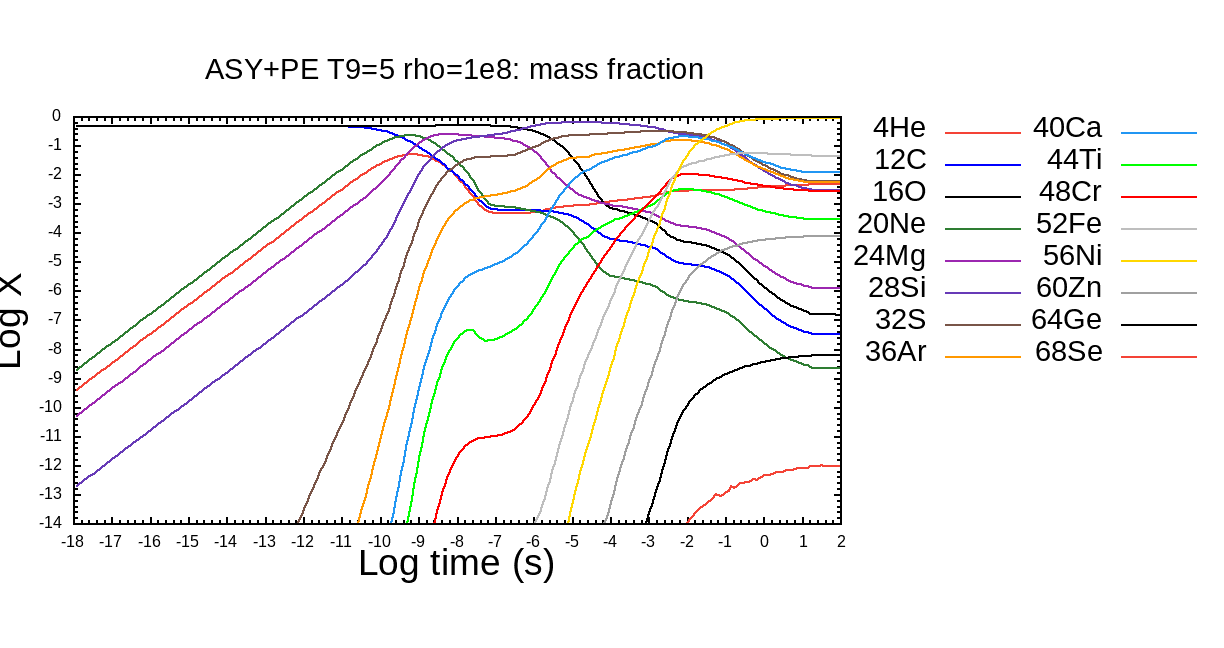 ASY+PE T9=5 rho=1e8: mass fraction
Log X
0
-1
-2
-3
-4
-5
-6
-7
-8
-9
-10
-11
-12
-13
-14
-18 -17 -16 -15 -14 -13 -12 -11 -10 -9 -8 -7 -6 -5 -4 -3 -2 -1 0 1 2
Log time (s)
4He 40Ca
12C 44Ti
16O 48Cr
20Ne 52Fe
24Mg 56Ni
28Si 60Zn
32S 64Ge
36Ar 68Se